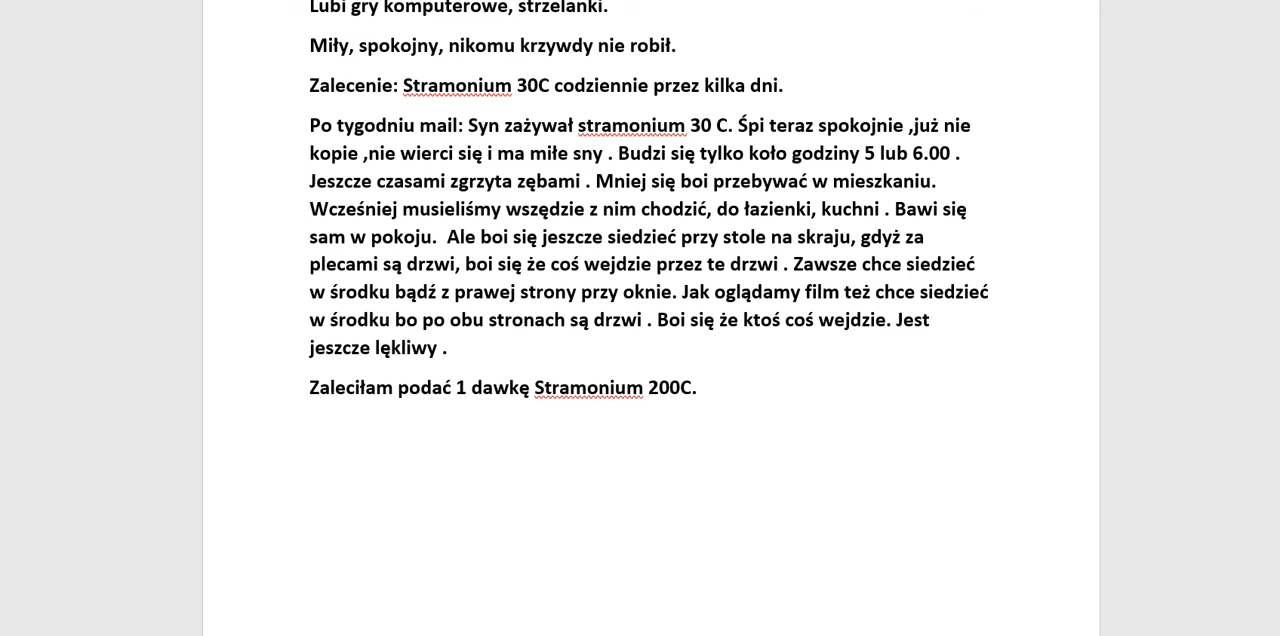 Lubi gry komputerowe, strzelanki.
Miły, spokojny, nikomu krzywdy nie robił.
Zalecenie: Stramonium 30C codziennie przez kilka dni.
Po tygodniu mail: Syn zażywał stramonium 30 C. Śpi teraz spokojnie ,już nie
kopie ,nie wierci się i ma miłe sny . Budzi się tylko koło godziny 5 lub 6.00 .
Jeszcze czasami zgrzyta zębami . Mniej się boi przebywać w mieszkaniu.
Wcześniej musieliśmy wszędzie z nim chodzić, do łazienki, kuchni . Bawi się
sam w pokoju.  Ale boi się jeszcze siedzieć przy stole na skraju, gdyż za
plecami są drzwi, boi się że coś wejdzie przez te drzwi . Zawsze chce siedzieć
w środku bądź z prawej strony przy oknie. Jak oglądamy film też chce siedzieć
w środku bo po obu stronach są drzwi . Boi się że ktoś coś wejdzie. Jest
jeszcze lękliwy .
Zaleciłam podać 1 dawkę Stramonium 200C.